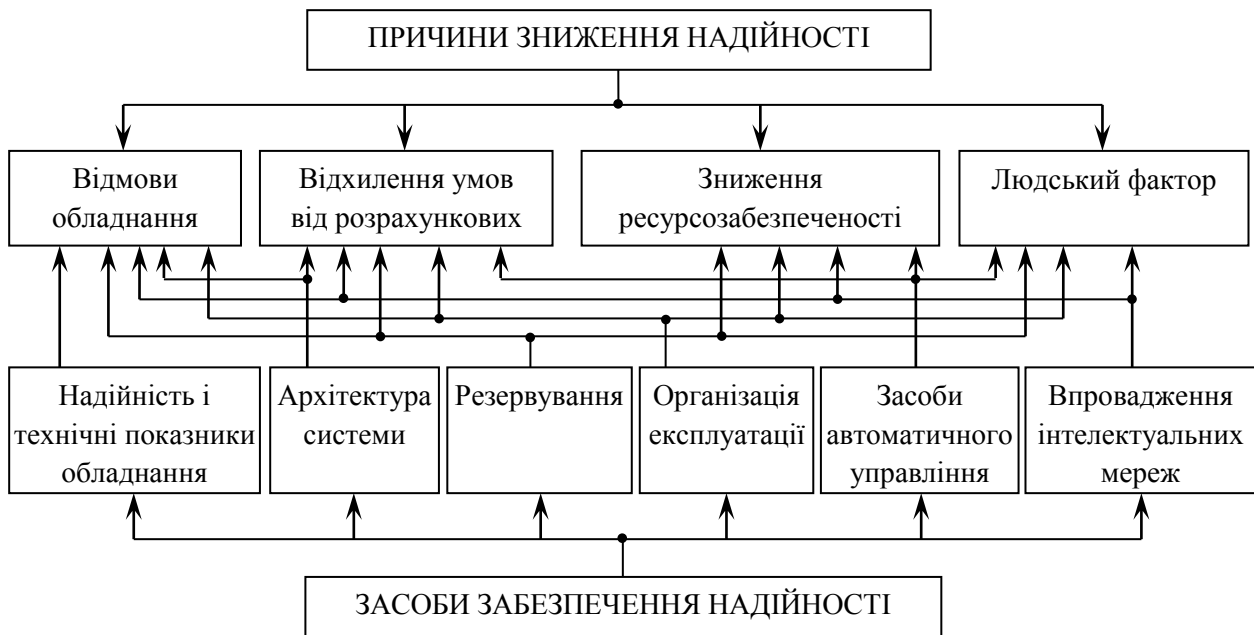 ПРИЧИНИ ЗНИЖЕННЯ НАДІЙНОСТІ
Відмови
обладнання
Відхилення умов
від розрахункових
Зниження
ресурсозабезпеченості
Людський фактор
Надійність і
технічні показники
обладнання
Архітектура
системи
Резервування
Організація
експлуатації
Засоби
автоматичного
управління
Впровадження
інтелектуальних
мереж
ЗАСОБИ ЗАБЕЗПЕЧЕННЯ НАДІЙНОСТІ